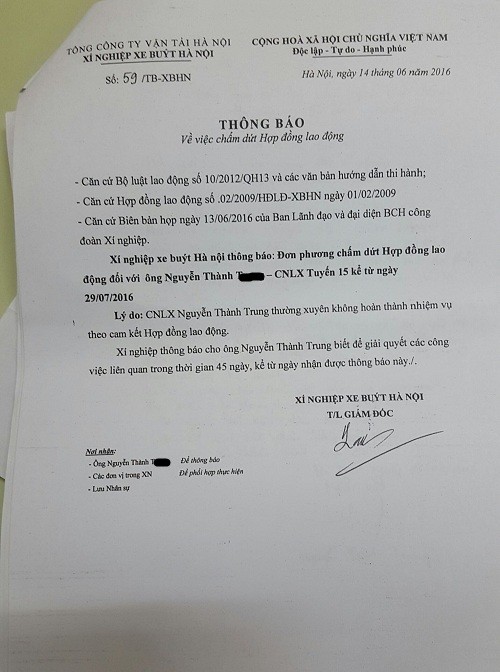 TỔNG CÔNG TY VẬN TẢI HÀ NỘI
XÍ NGHIỆP XE BUÝT HÀ NỘI
Số: 59 /TB-XBHN
CỘNG HOÀ XÃ HỘI CHỦ NGHĨA VIỆT NAM
Độc lập - Tự do - Hạnh phúc
Hà Nội, ngày 14 tháng 06 năm 2016
THÔNG BÁO
Về việc chấm dứt Hợp đồng lao động
- Căn cứ Bộ luật lao động số 10/2012/QH13 và các văn bản hướng dẫn thi hành;
- Căn cứ Hợp đồng lao động số .02/2009/HĐLĐ-XBHN ngày 01/02/2009
- Căn cứ Biên bản họp ngày 13/06/2016 của Ban Lãnh đạo và đại diện BCH công
đoàn Xí nghiệp.
Xí nghiệp xe buýt Hà nội thông báo: Đơn phương chấm dứt Hợp đồng lao
động đối với ông Nguyễn Thành T – CNLX Tuyến 15 kể từ ngày
29/07/2016
Lý do: CNLX Nguyễn Thành Trung thường xuyên không hoàn thành nhiệm vụ
theo cam kết Hợp đồng lao động.
Xí nghiệp thông báo cho ông Nguyễn Thành Trung biết để giải quyết các công
việc liên quan trong thời gian 45 ngày, kể từ ngày nhận được thông báo này./.
XÍ NGHIỆP XE BUÝT HÀ NỘI
T/L GIÁM ĐỐC
Nơi nhận:
- Ông Nguyễn Thành T Để thông báo
- Các đơn vị trong XN Để phối hợp thực hiện
- Lưu Nhân sự